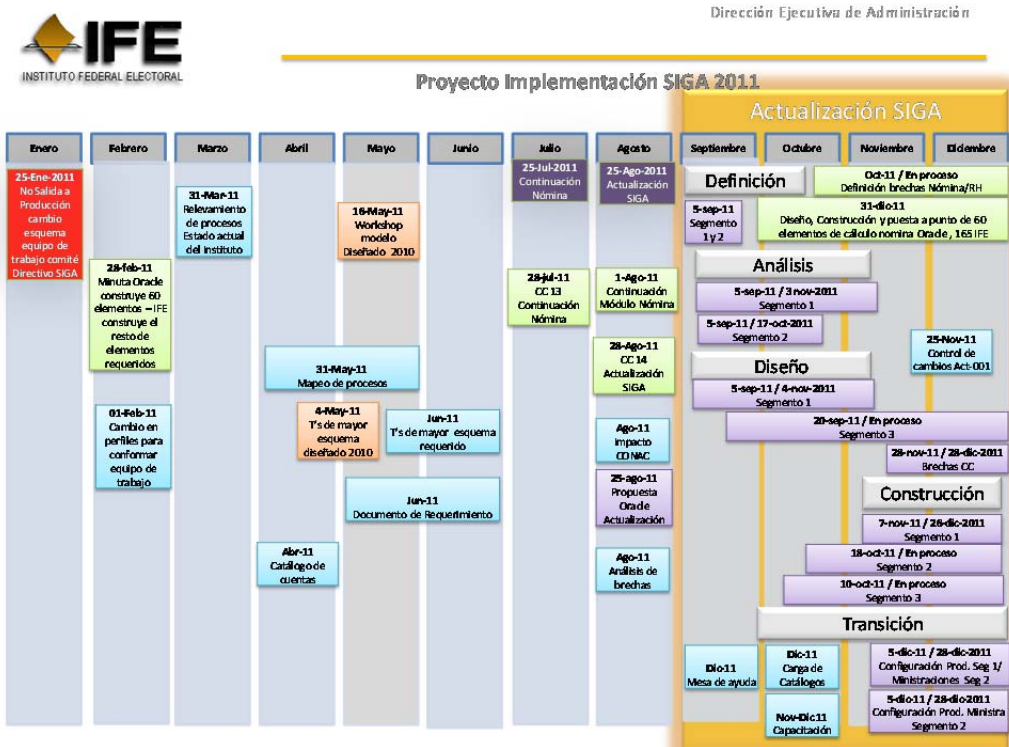 Dirección Ejecutiva de Administración
IFE
INSTITUTO FEDERAL ELECTORAL
Proyecto Implementación SIGA 2011
Actualización SIGA
Enero
Febrero
Marzo
Abril
Mayo
Junio
Julio
Agosto
Septiembre
Octubre
Noviembre
Diciembre
25-Ene-2011
No Salida a
Producción
cambio
esquema
equipo de
trabajo comité
Directivo SIGA
28-feb-11
Minuta Oracle
construye 60
elementos – IFE
construye el
resto de
elementos
requeridos
01-Feb-11
Cambio en
perfiles para
conformar
equipo de
trabajo
31-Mar-11
Relevamiento
de procesos
Estado actual
del Instituto
16-May-11
Workshop
modelo
Diseñado 2010
31-May-11
Mapeo de procesos
4-May-11
T's de mayor
esquema
diseñado 2010
Jun-11
T's de mayor esquema
requerido
Jun-11
Documento de Requerimiento
Abr-11
Catálogo de
cuentas
25-Jul-2011
Continuación
Nómina
28-jul-11
CC 13
Continuación
Nómina
25-Ago-2011
Actualización
SIGA
1-Ago-11
Continuación
Módulo Nómina
28-Ago-11
CC 14
Actualización
SIGA
Ago-11
Impacto
CONAC
25-ago-11
Propuesta
Oracle
Actualización
Ago-11
Análisis de
brechas
Definición
Oct-11 / En proceso
Definición brechas Nómina/RH
5-sep-11
Segmento
1 y 2
31-dic-11
Diseño, Construcción y puesta a punto de 60
elementos de cálculo nomina Oracle , 165 IFE
Análisis
5-sep-11 / 3 nov-2011
Segmento 1
5-sep-11 / 17-oct-2011
Segmento 2
25-Nov-11
Control de
cambios Act-001
Diseño
5-sep-11 / 4-nov-2011
Segmento 1
20-sep-11 / En proceso
Segmento 3
28-nov-11 / 28-dic-2011
Brechas CC
Construcción
7-nov-11 / 26-dic-2011
Segmento 1
18-oct-11 / En proceso
Segmento 2
10-oct-11 / En proceso
Segmento 3
Transición
Dic-11
Mesa de ayuda
Dic-11
Carga de
Catálogos
5-dic-11 / 28-dic-2011
Configuración Prod. Seg 1/
Ministraciones Seg 2
Nov-Dic 11
Capacitación
5-dic-11 / 28-dic-2011
Configuración Prod. Ministra
Segmento 2